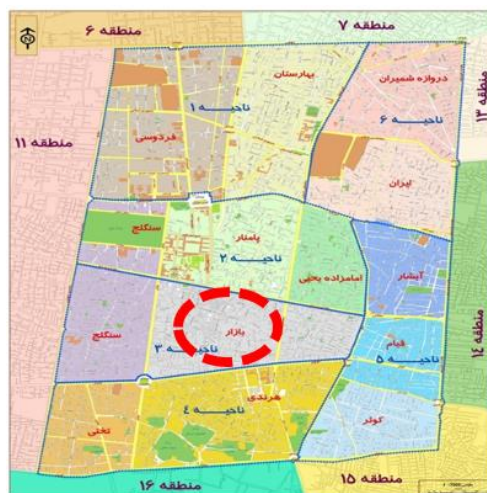 منطقه ۷
منطقه ۶
دروازه شمیران
بهارستان
ناحیه ۱
ناحیه ۶
منطقه ۱۳
فردوسی
منطقه ۱۱
ایران
سنگلج
پامنار
ناحیه ۲
امامزاده یحیی
آبشار
بازار
قیام
سنگلج
ناحیه ۳
ناحیه ۵
منطقه ۱۴
هرندی
ناحیه ۴
کوثر
تختی
منطقه ۱۵
منطقه ۱۶